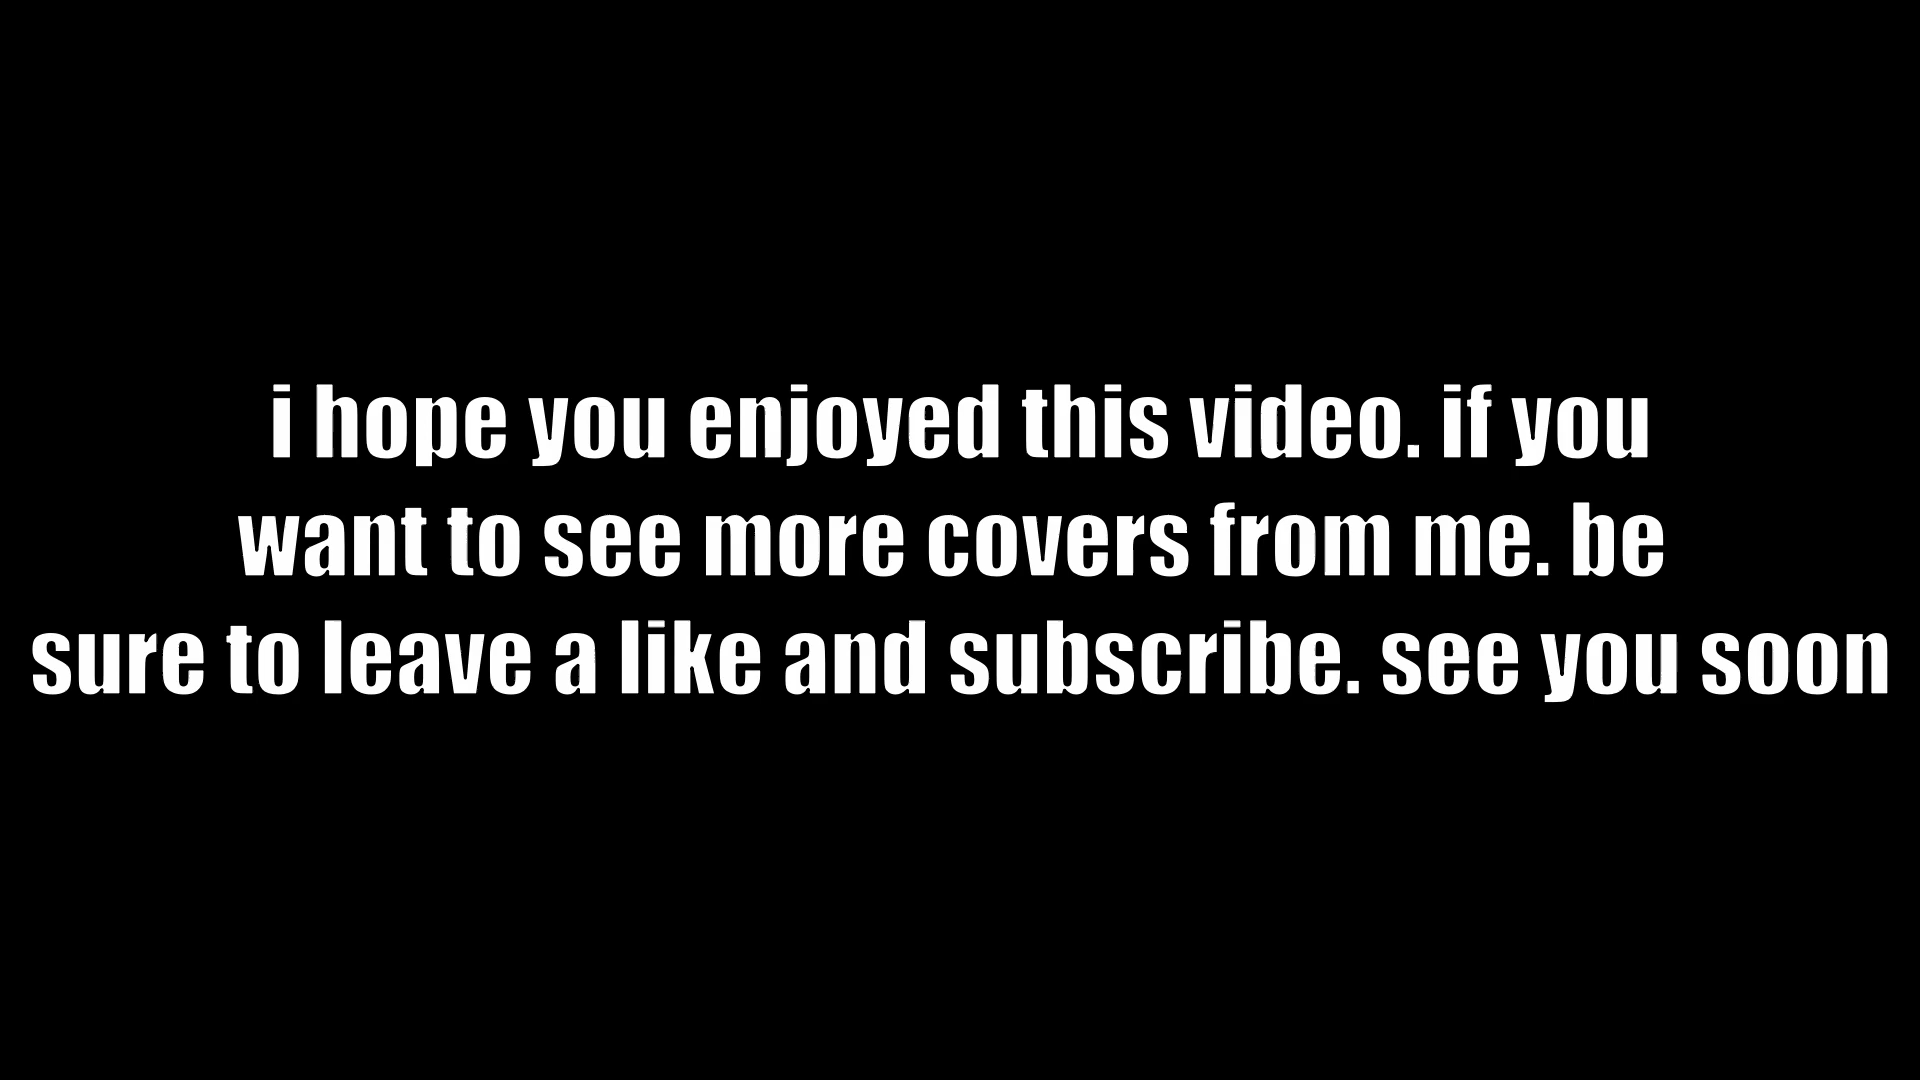 i hope you enjoyed this video. if you
want to see more covers from me. be
sure to leave a like and subscribe. see you soon